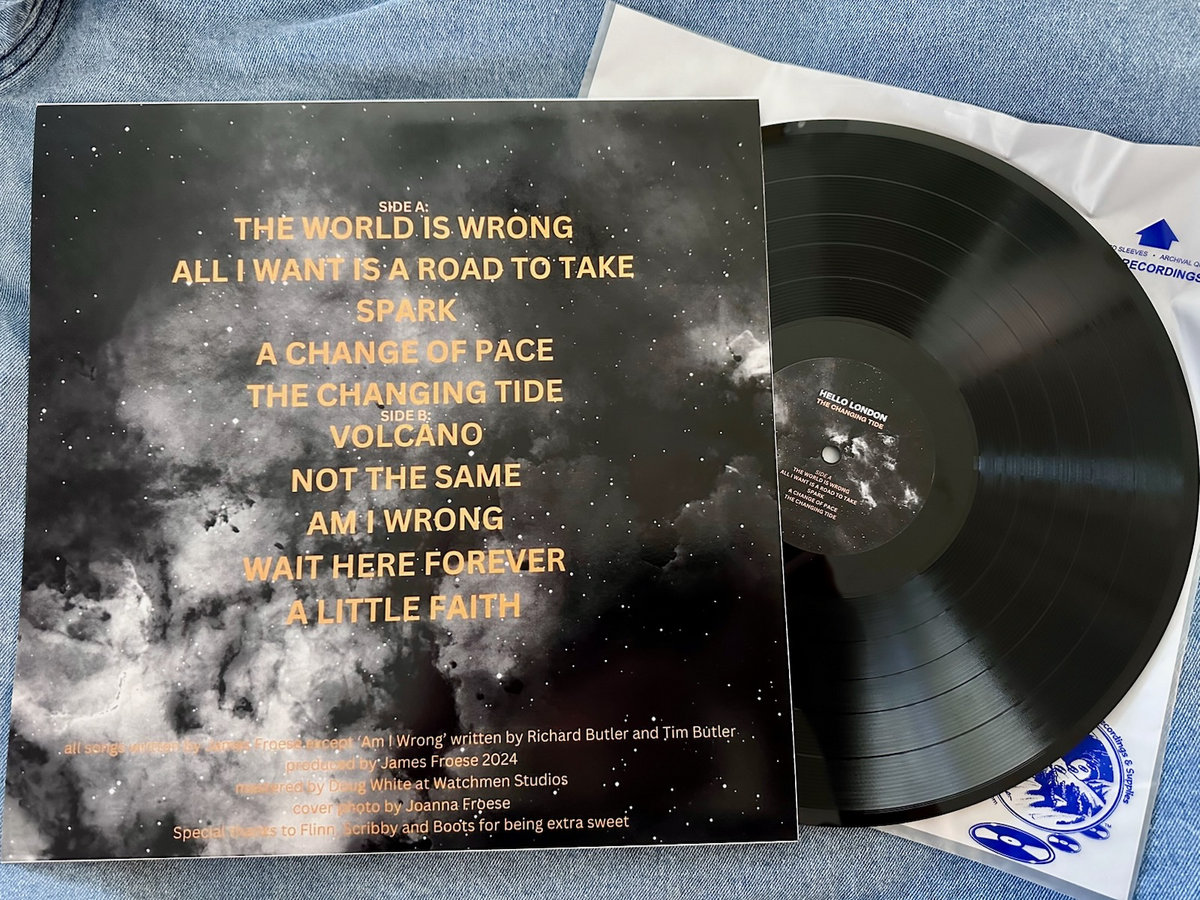 SIDE A:
THE WORLD IS WRONG
ALL I WANT IS A ROAD TO TAKE
SPARK
A CHANGE OF PACE
THE CHANGING TIDE
SIDE B:
VOLCANO
NOT THE SAME
AM I WRONG
WAIT HERE FOREVER
A LITTLE FAITH
all songs written by James Froese except 'Am I Wrong' written by Richard Butler and Tim Butler
produced by James Froese 2024
mastered by Doug White at Watchmen Studios
cover photo by Joanna Froese
Special thanks to Flinn, Scribby and Boots for being extra sweet
HELLO LONDON
THE CHANGING TIDE
SIDE A
THE WORLD IS WRONG
ALL I WANT IS A ROAD TO TAKE
SPARK
A CHANGE OF PACE
THE CHANGING TIDE
SLEEVES • ARCHIVAL
RECORDINGS
Recordings & Supplies